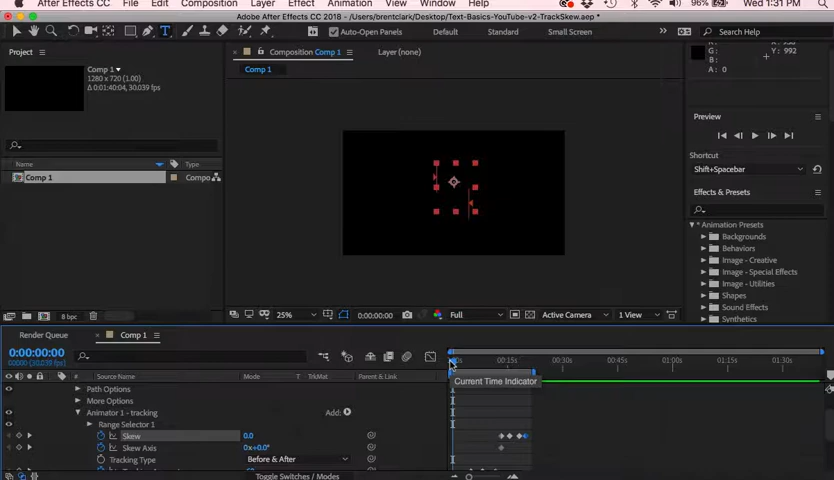 After Effects CC File Edit Composition Layer Effect Animation View Window Help 96% Wed 1:31 PM
Adobe After Effects CC 2018 - /Users/brentclark/Desktop/Text-Basics-YouTube-v2-TrackSkew.aep *
Auto-Open Panels Default Standard Small Screen Search Help
Project
Composition Comp 1 Layer (none)
Comp 1
Comp 1
1280 x 720 (1.00)
Δ 0:01:40:04, 30.039 fps
G:
B:
A: 0
Y: 992
Preview
Shortcut
Shift+Spacebar
Name Type
Comp 1 Compo
Effects & Presets
Animation Presets
Backgrounds
Behaviors
Image - Creative
Image - Special Effects
Image - Utilities
Shapes
Sound Effects
Synthetics
8 bpc 25% 0:00:00:00 Full Active Camera 1 View
Render Queue Comp 1
0:00:00:00
00000 (30.039 fps)
00:15s 00:30s 00:45s 01:00s 01:15s 01:30s
Source Name Mode TrkMat Parent & Link
Current Time Indicator
Path Options
More Options
Animator 1 - tracking Add:
Range Selector 1
Skew 0.0
Skew Axis 0x+0.0°
Tracking Type Before & After
Toggle Switches / Modes